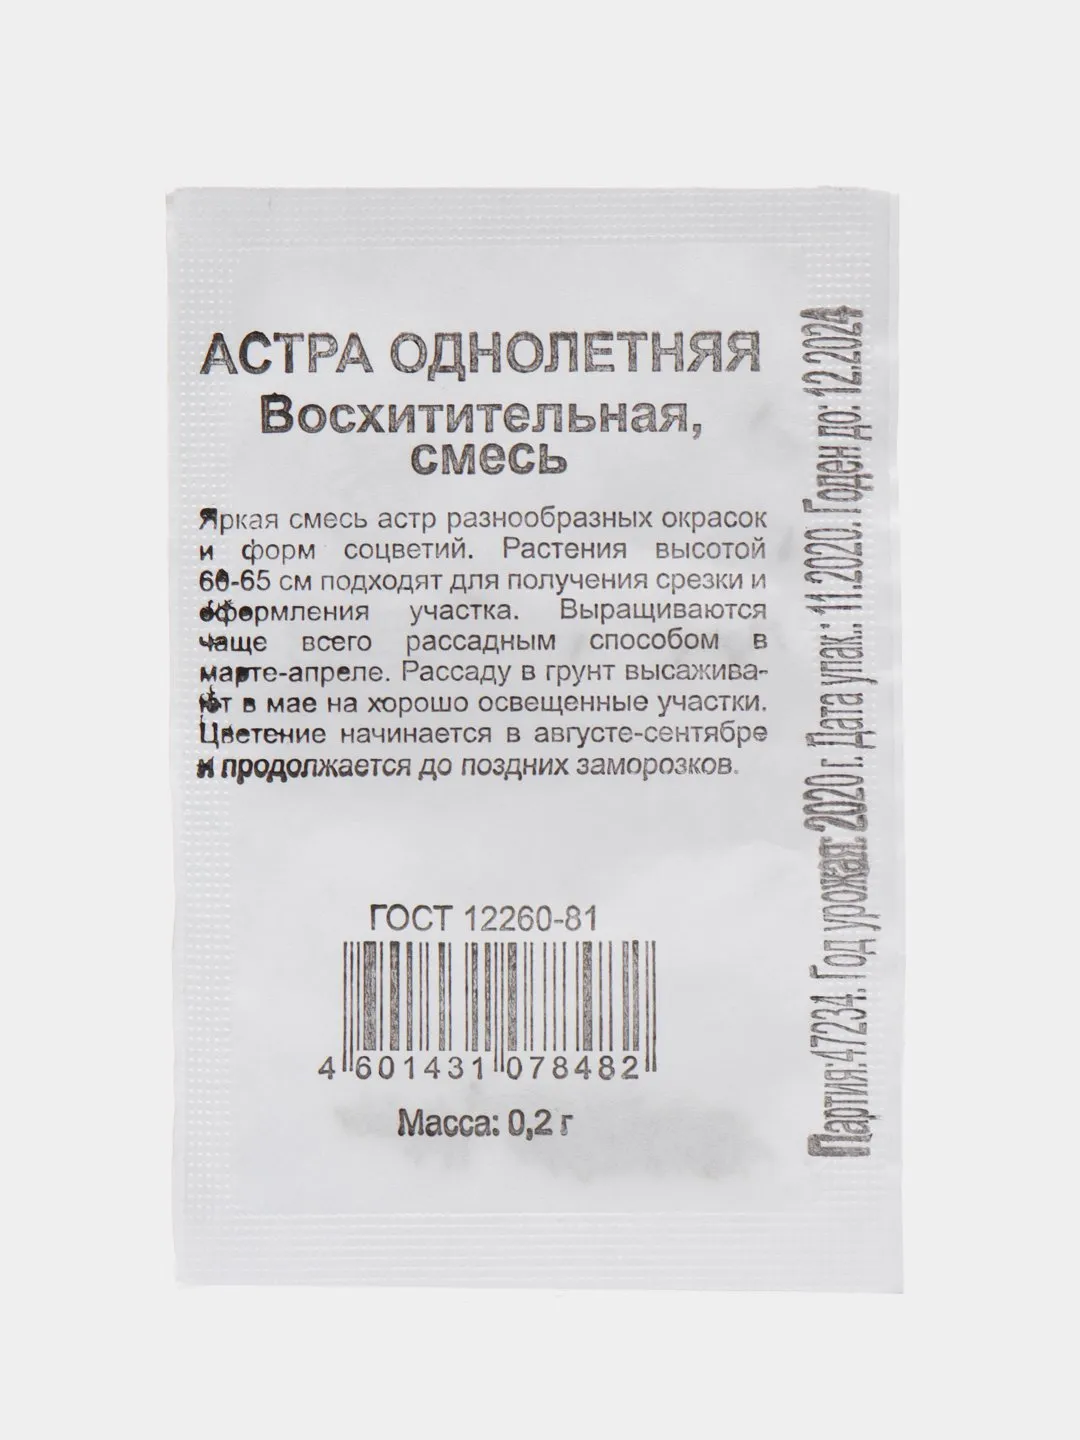 АСТРА ОДНОЛЕТНЯЯ
Восхитительная,
смесь
Яркая смесь астр разнообразных окрасок
и форм соцветий. Растения высотой
60-65 см подходят для получения срезки и
оформления участка. Выращиваются
чаще всего рассадным способом в
марте-апреле. Рассаду в грунт высажива-
ют в мае на хорошо освещенные участки.
Цветение начинается в августе-сентябре
и продолжается до поздних заморозков.
ГОСТ 12260-81
4 601431 078482
Масса: 0,2 г
Партия:47234. Год урожая: 2020 г. Дата упак.: 11.2020. Годен до: 12.2024